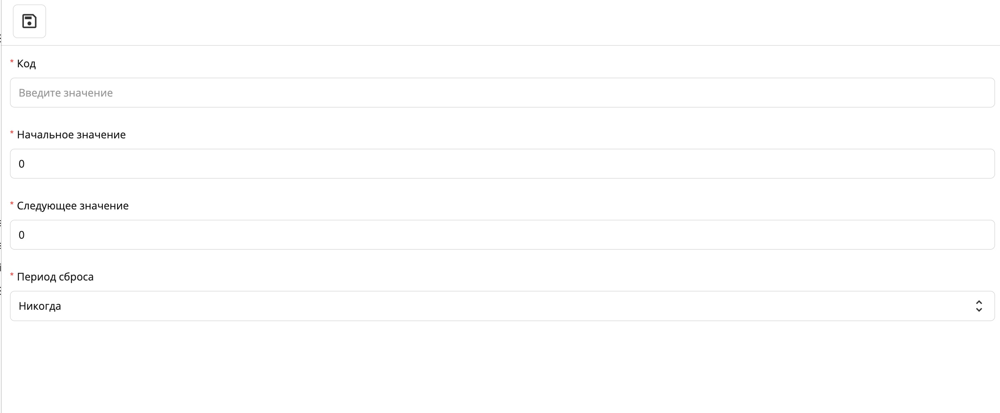 * Код
Введите значение
* Начальное значение
0
* Следующее значение
0
* Период сброса
Никогда